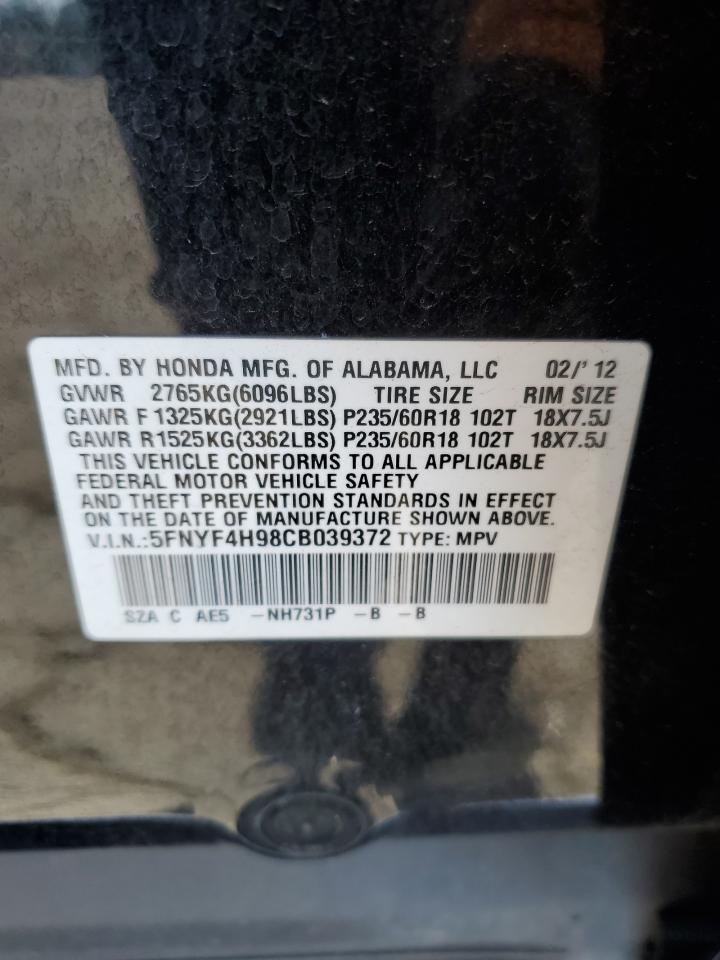 MFD. BY HONDA MFG. OF ALABAMA, LLC 02/'12
GVWR 2765KG(6096LBS) TIRE SIZE RIM SIZE
GAWR F 1325KG(2921LBS) P235/60R18 102T 18X7.5J
GAWR R1525KG(3362LBS) P235/60R18 102T 18X7.5J
THIS VEHICLE CONFORMS TO ALL APPLICABLE
FEDERAL MOTOR VEHICLE SAFETY
AND THEFT PREVENTION STANDARDS IN EFFECT
ON THE DATE OF MANUFACTURE SHOWN ABOVE.
V.I.N.:5FNYF4H98CB039372 TYPE: MPV
SZA C AE5 -NH731P -B -B